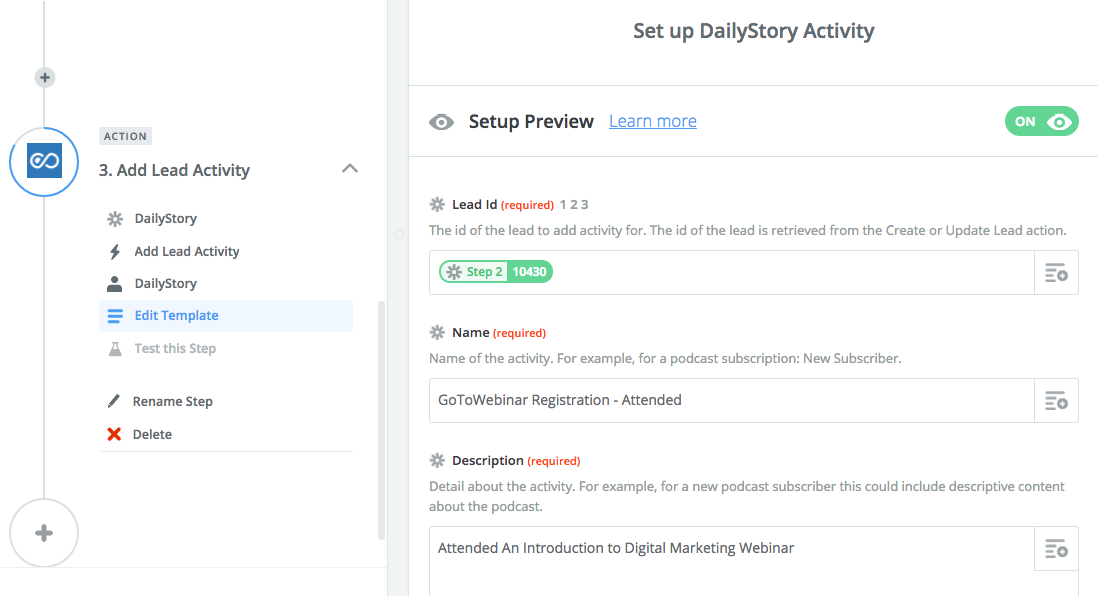 ACTION
3. Add Lead Activity
DailyStory
Add Lead Activity
DailyStory
Edit Template
Test this Step
Rename Step
Delete
Set up DailyStory Activity
Setup Preview Learn more
ON
Lead Id (required) 1 2 3
The id of the lead to add activity for. The id of the lead is retrieved from the Create or Update Lead action.
Step 2 10430
Name (required)
Name of the activity. For example, for a podcast subscription: New Subscriber.
GoToWebinar Registration - Attended
Description (required)
Detail about the activity. For example, for a new podcast subscriber this could include descriptive content
about the podcast.
Attended An Introduction to Digital Marketing Webinar